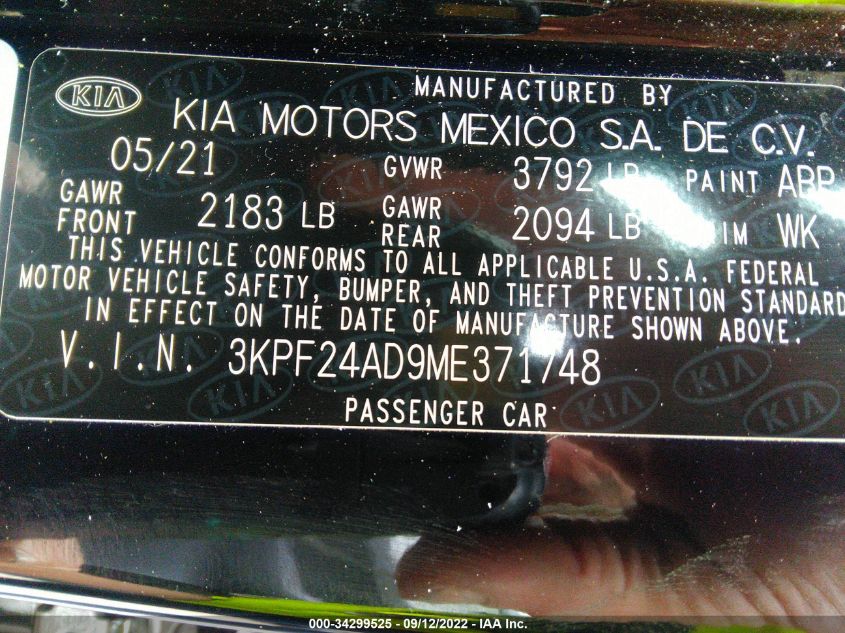 KIA
MANUFACTURED BY
KIA MOTORS MEXICO S.A. DE C.V.
05/21 GVWR 3792 LB PAINT ABP
GAWR FRONT 2183 LB GAWR REAR 2094 LB WK
THIS VEHICLE CONFORMS TO ALL APPLICABLE U.S.A. FEDERAL
MOTOR VEHICLE SAFETY, BUMPER, AND THEFT PREVENTION STANDARD
IN EFFECT ON THE DATE OF MANUFACTURE SHOWN ABOVE.
V.I.N. 3KPF24AD9ME371748
PASSENGER CAR
000-34299525 - 09/12/2022 - IAA Inc.